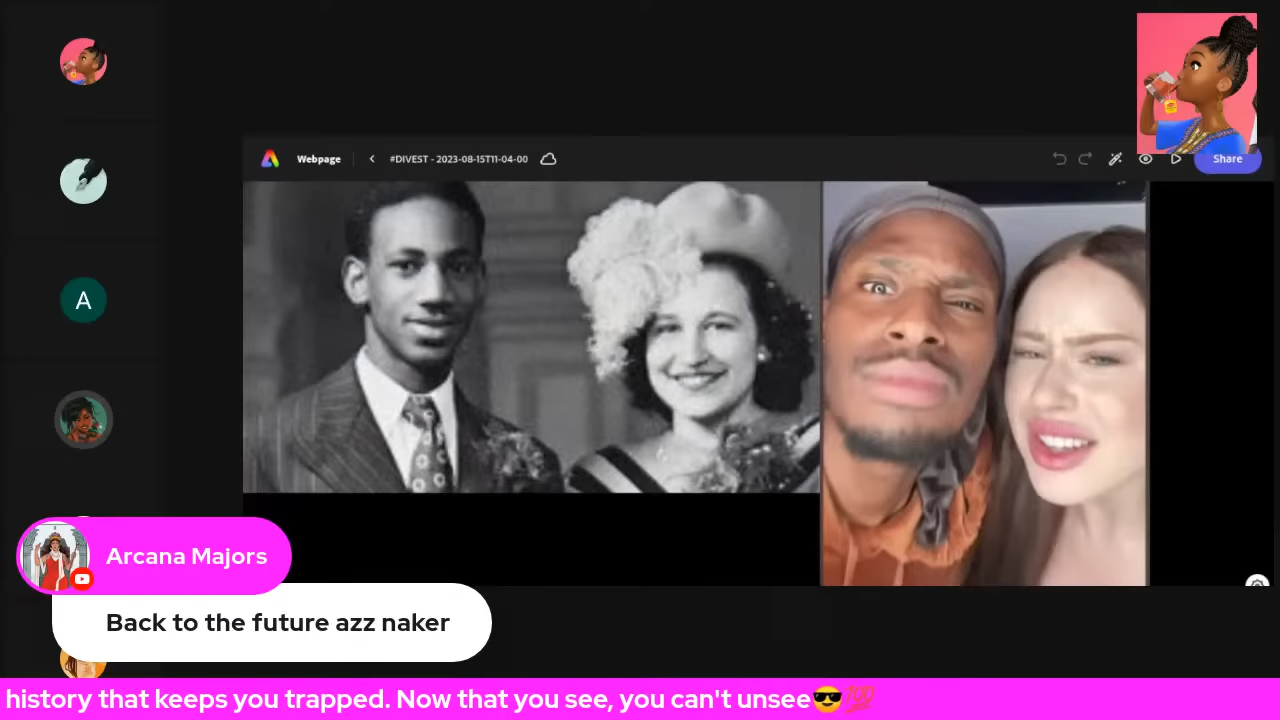 Webpage
#DIVEST - 2023-08-15T11-04-00
Share
A
Arcana Majors
Back to the future azz naker
history that keeps you trapped. Now that you see, you can't unsee😎💯